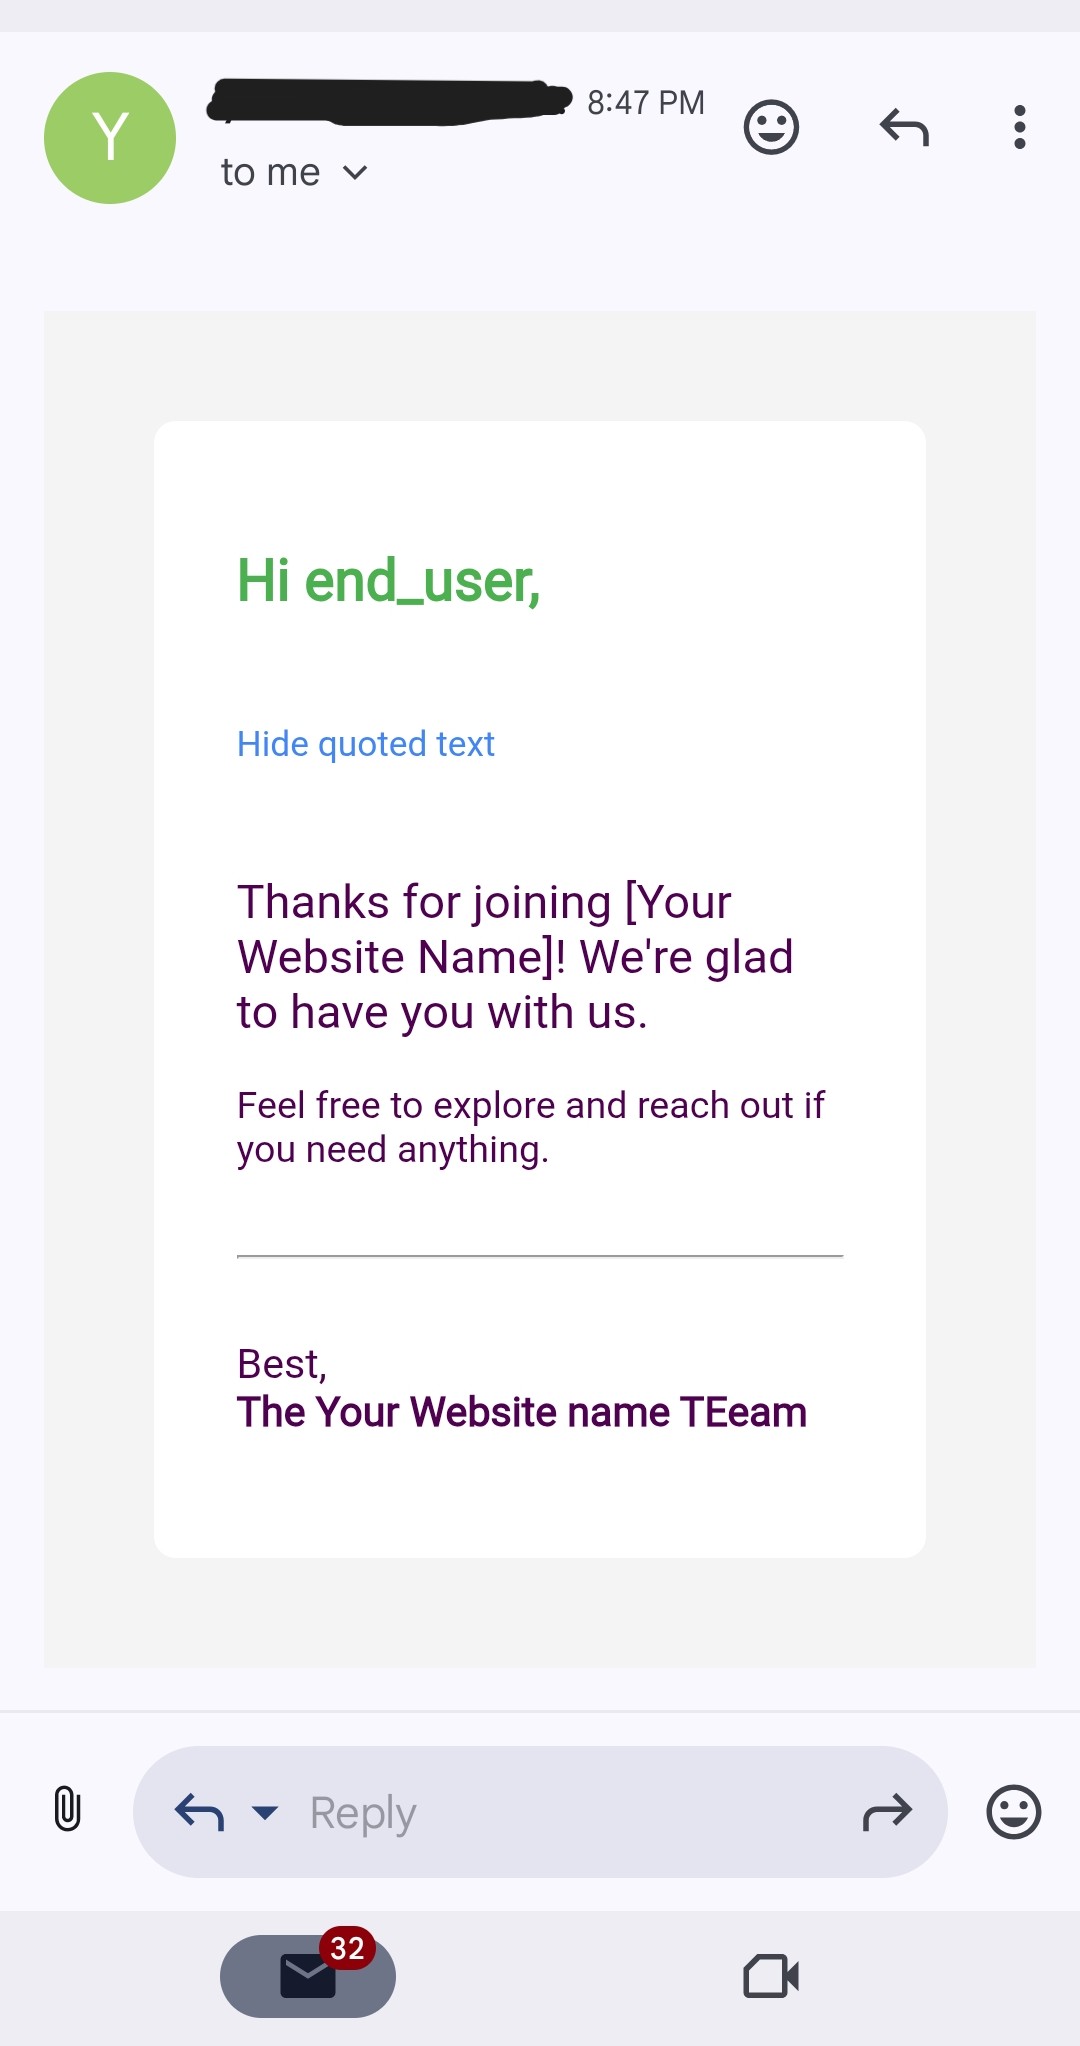 Y
8:47 PM
to me
Hi end_user,
Hide quoted text
Thanks for joining [Your
Website Name]! We're glad
to have you with us.
Feel free to explore and reach out if
you need anything.
Best,
The Your Website name TEeam
Reply
32